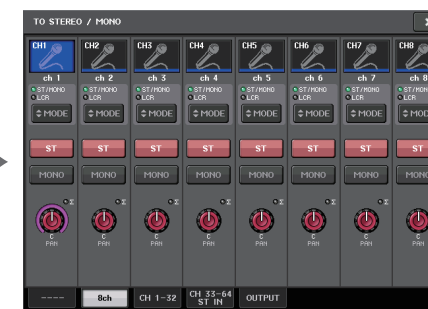 TO STEREO / MONO
CH1 CH2 CH3 CH4 CH5 CH6 CH7 CH8
ch 1 ch 2 ch 3 ch 4 ch 5 ch 6 ch 7 ch 8
ST/MONO ST/MONO ST/MONO ST/MONO ST/MONO ST/MONO ST/MONO
LCR LCR LCR LCR LCR LCR LCR LCR
MODE MODE MODE MODE MODE MODE MODE
ST ST ST ST ST ST ST ST
MONO MONO MONO MONO MONO MONO MONO
Σ Σ Σ Σ Σ Σ Σ
C C C C C C C C
PAN PAN PAN PAN PAN PAN PAN PAN
---- 8ch CH 1-32 CH 33-64 OUTPUT
ST IN